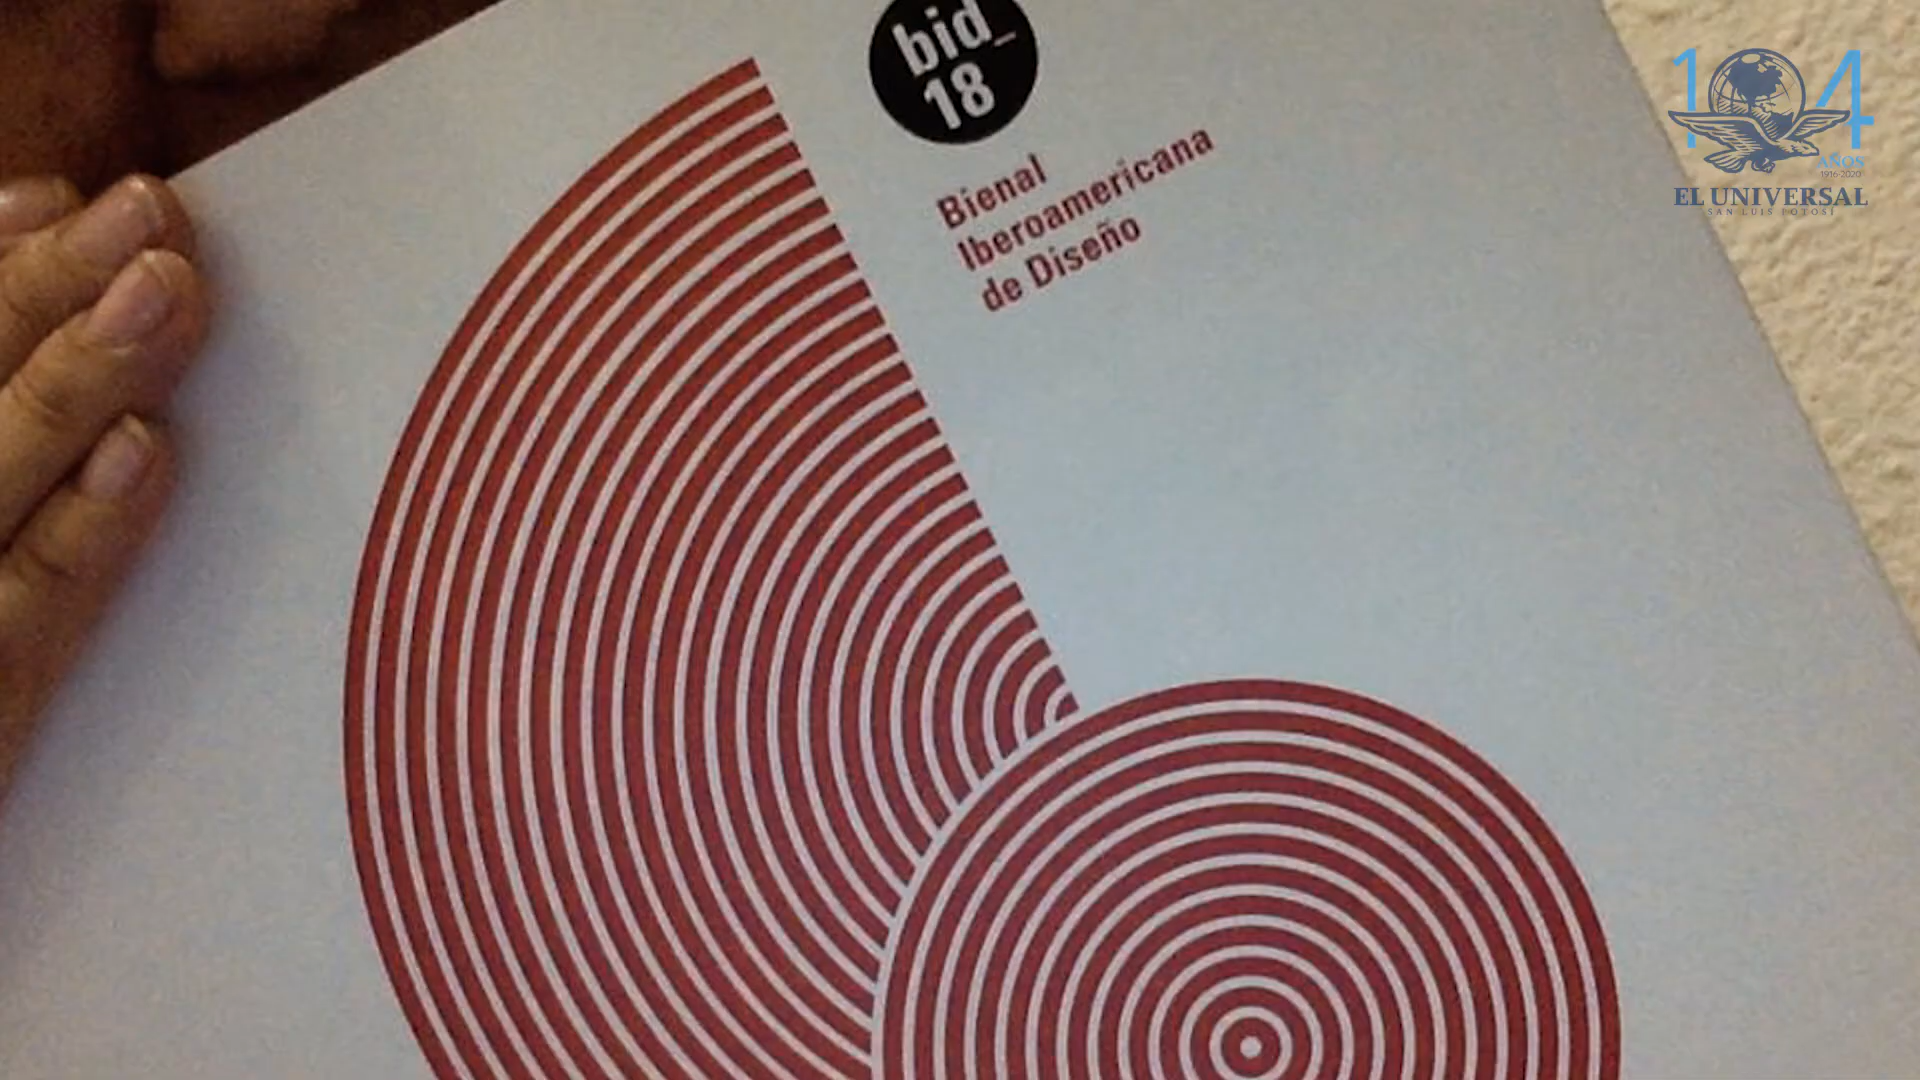 bid_
18
Bienal
Iberoamericana
de Diseño
104
AÑOS
1916-2020
EL UNIVERSAL
SAN LUIS POTOSÍ